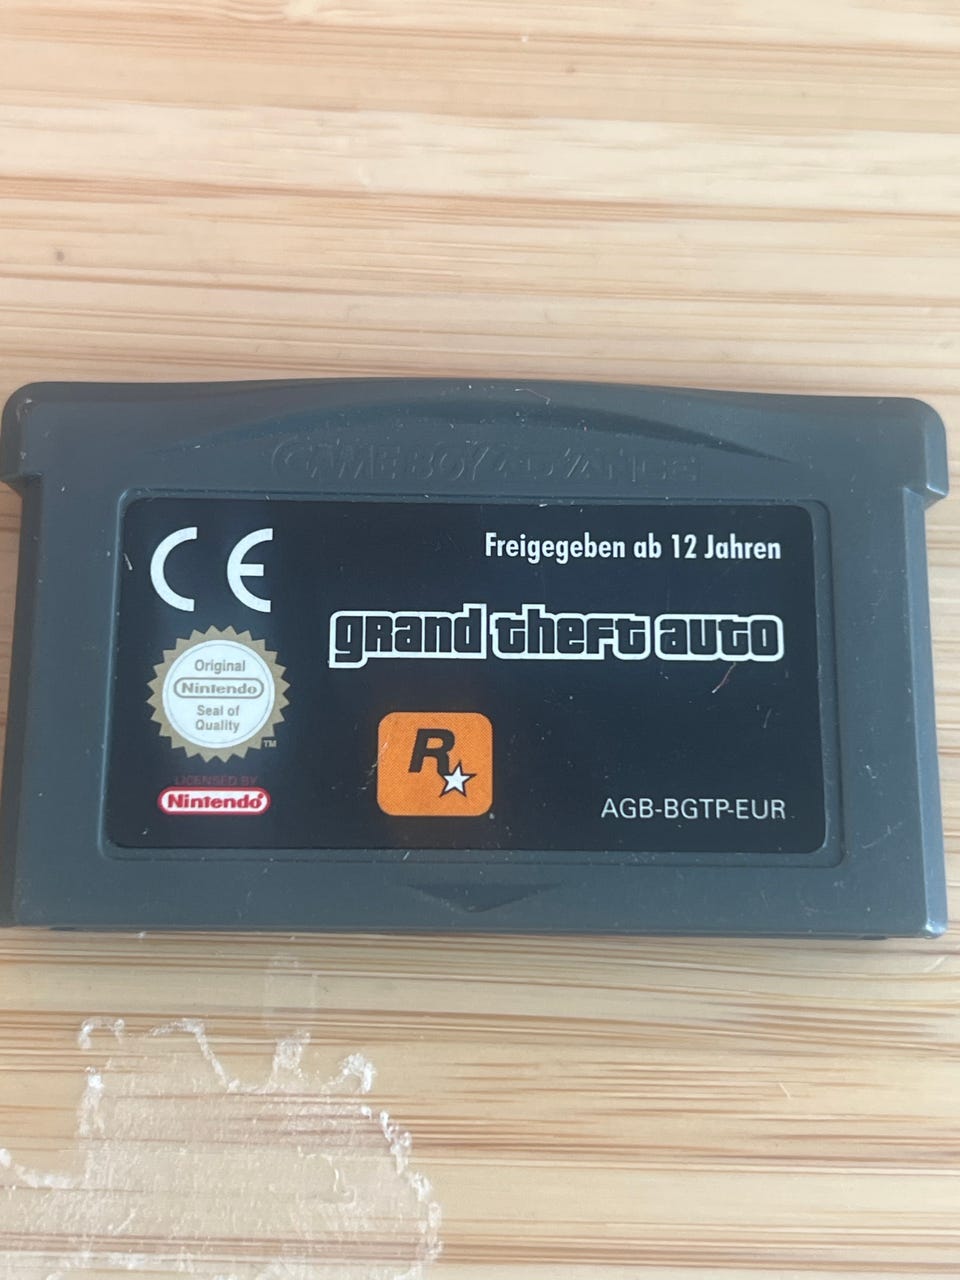 GAME BOY ADVANCE
CE
Freigegeben ab 12 Jahren
grand theft auto
Original
Nintendo
Seal of
Quality
TM
LICENSED BY
Nintendo
R
AGB-BGTP-EUR